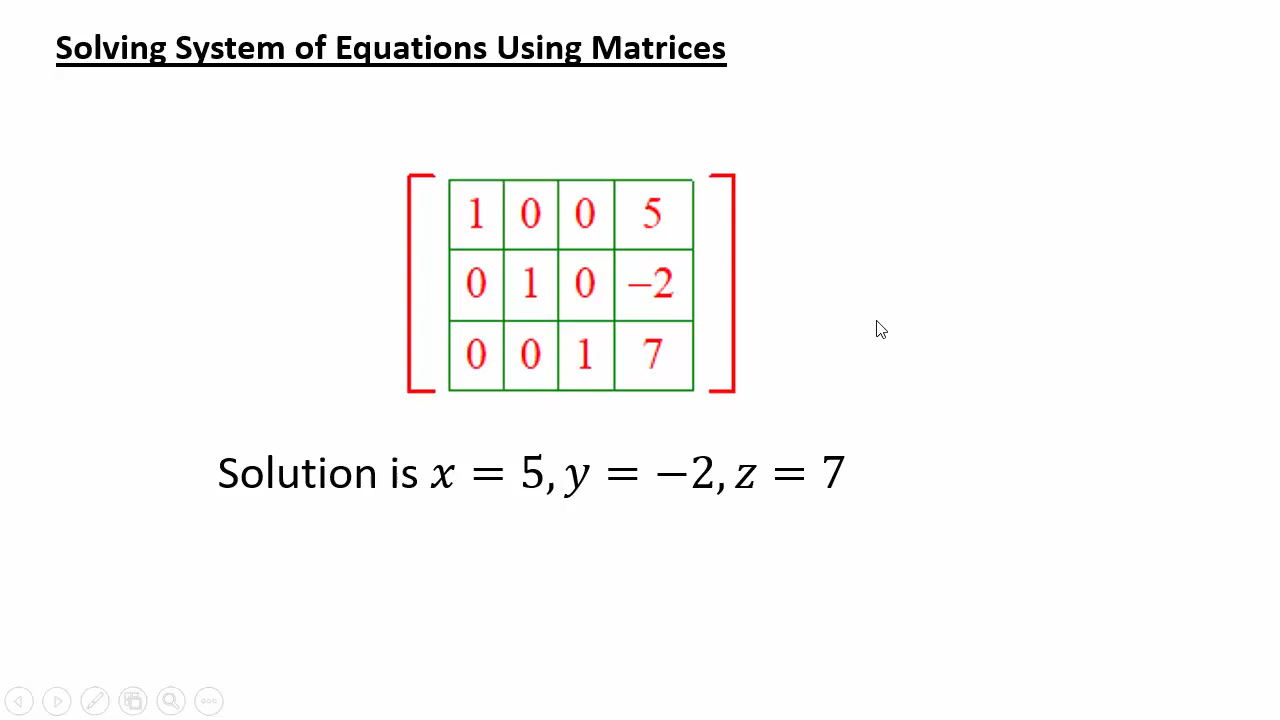 Solving System of Equations Using Matrices
1 0 0 5
0 1 0 −2
0 0 1 7
Solution is 𝑥 = 5, 𝑦 = −2, 𝑧 = 7